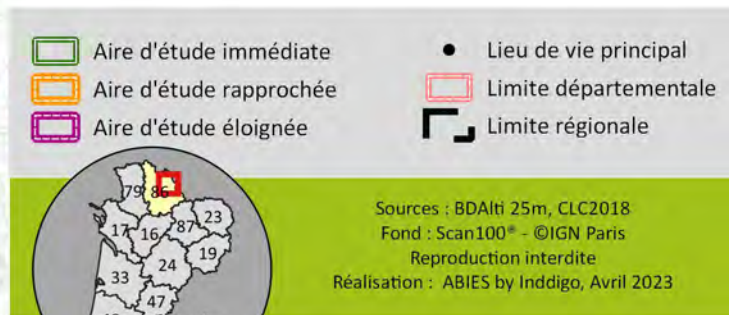 Aire d'étude immédiate
Aire d'étude rapprochée
Aire d'étude éloignée
Lieu de vie principal
Limite départementale
Limite régionale
79
86
17
16
87
23
19
24
33
47
Sources : BDAlti 25m, CLC2018
Fond : Scan100® - ©IGN Paris
Reproduction interdite
Réalisation : ABIES by Inddigo, Avril 2023